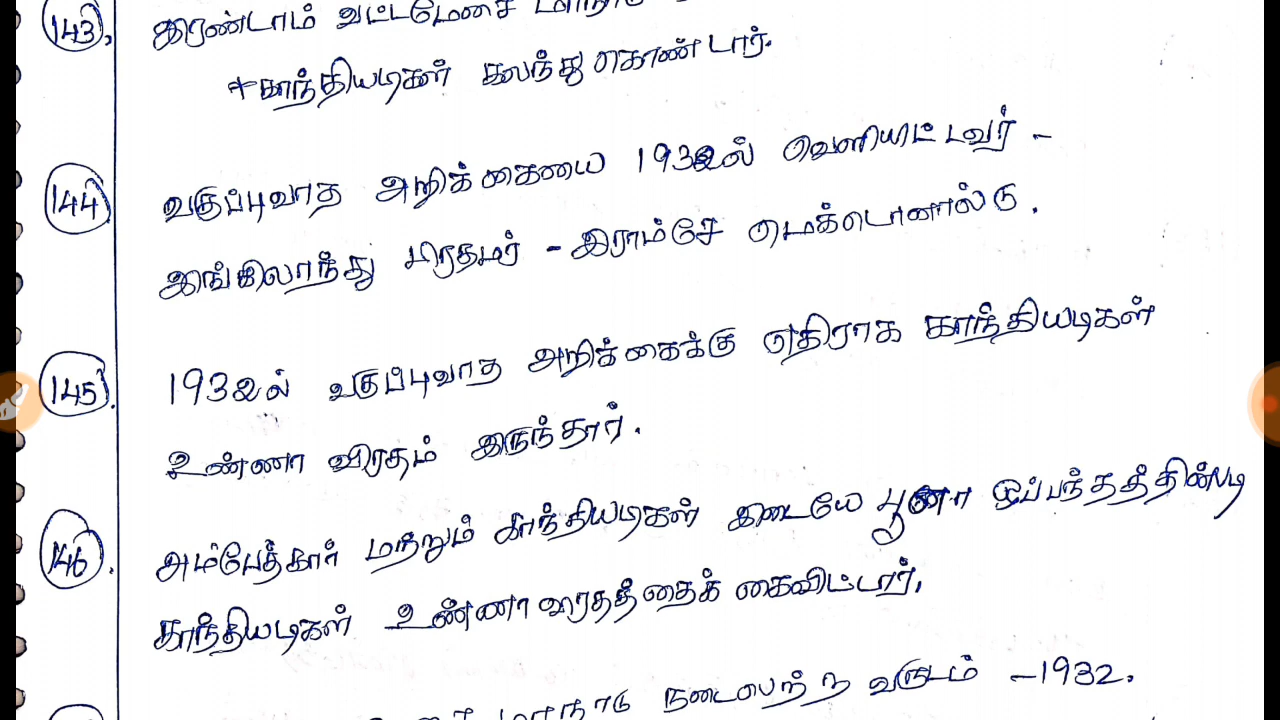 143. இரண்டாம் வட்டமேசை
* காந்தியடிகள் கலந்து கொண்டார்.
144. வகுப்புவாத அறிக்கையை 1932ல் வெளியிட்டவர் -
இங்கிலாந்து பிரதமர் - இராம்சே மெக்டொனால்டு.
145. 1932ல் வகுப்புவாத அறிக்கைக்கு எதிராக காந்தியடிகள்
உண்ணா விரதம் இருந்தார்.
146. அம்பேத்கார் மற்றும் காந்தியடிகள் இடையே பூனா ஒப்பந்தத்தின்படி
காந்தியடிகள் உண்ணா விரதத்தைக் கைவிட்டார்.
நடைபெற்ற வருடம் - 1932.